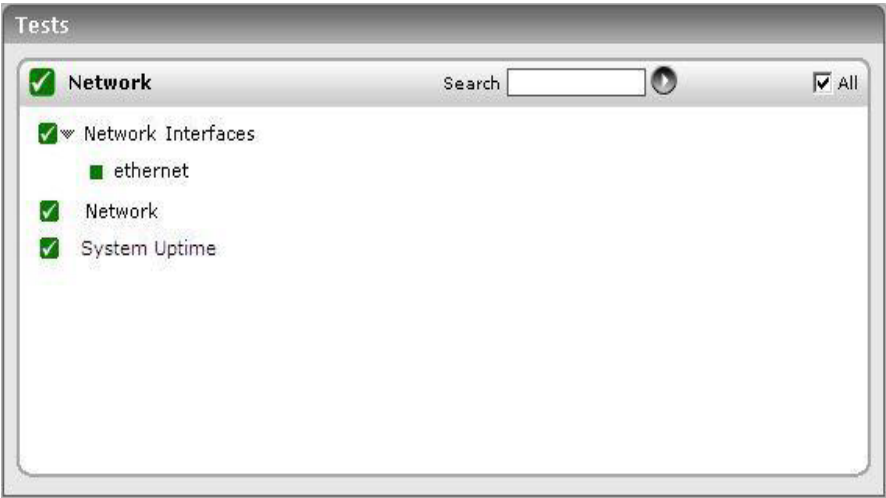 Tests
Network Search All
Network Interfaces
ethernet
Network
System Uptime